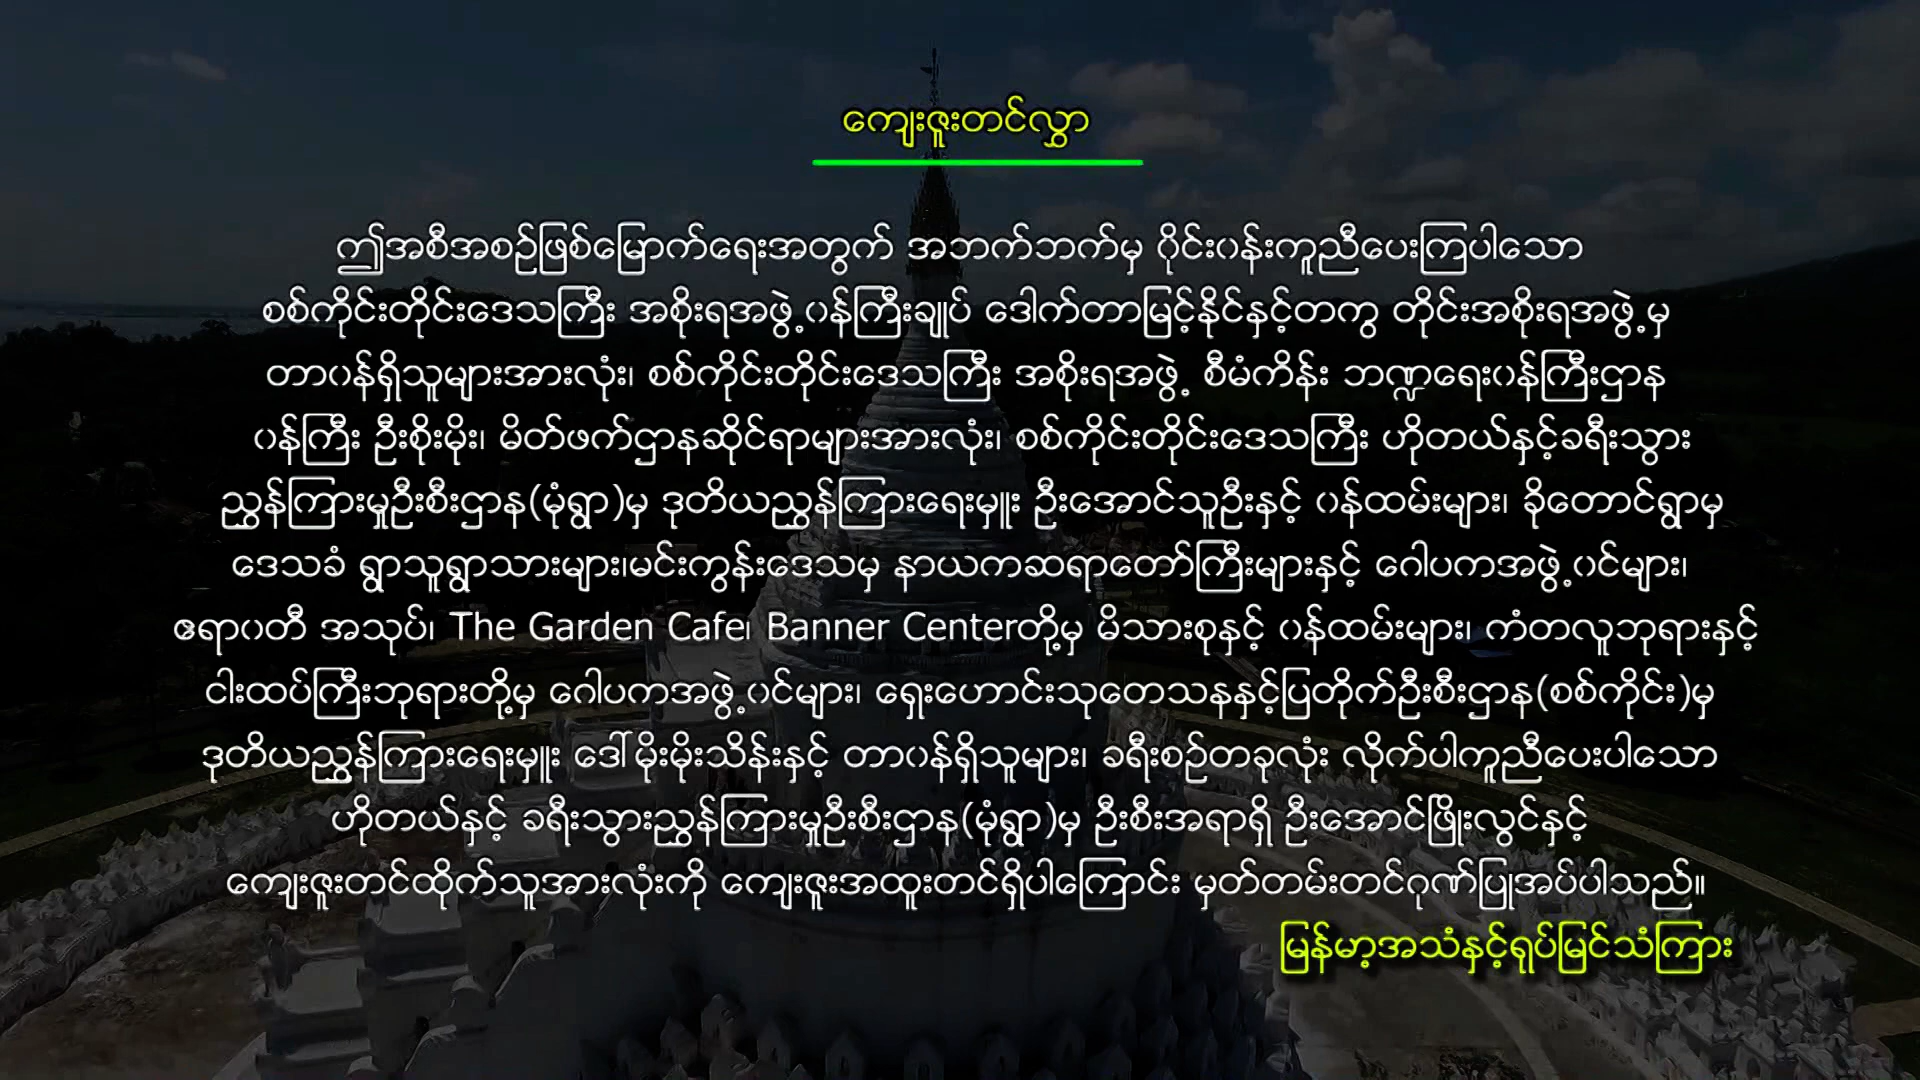 ကျေးဇူးတင်လွှာ
ဤအစီအစဉ်ဖြစ်မြောက်ရေးအတွက် အဘက်ဘက်မှ ဝိုင်းဝန်းကူညီပေးကြပါသော
စစ်ကိုင်းတိုင်းဒေသကြီး အစိုးရအဖွဲ့ဝန်ကြီးချုပ် ဒေါက်တာမြင့်နိုင်နှင့်တကွ တိုင်းအစိုးရအဖွဲ့မှ
တာဝန်ရှိသူများအားလုံး၊ စစ်ကိုင်းတိုင်းဒေသကြီး အစိုးရအဖွဲ့ စီမံကိန်း ဘဏ္ဍရေးဝန်ကြီးဌာန
ဝန်ကြီး ဦးစိုးမိုး၊ မိတ်ဖက်ဌာနဆိုင်ရာများအားလုံး၊ စစ်ကိုင်းတိုင်းဒေသကြီး ဟိုတယ်နှင့်ခရီးသွား
ညွှန်ကြားမှုဦးစီးဌာန(မုံရွာ)မှ ဒုတိယညွှန်ကြားရေးမှူး ဦးအောင်သူဦးနှင့် ဝန်ထမ်းများ၊ ခိုတောင်ရွာမှ
ဒေသခံ ရွာသူရွာသားများ၊မင်းကွန်းဒေသမှ နာယကဆရာတော်ကြီးများနှင့် ဂေါပကအဖွဲ့ဝင်များ၊
ဧရာဝတီ အသုပ်၊ The Garden Cafe၊ Banner Centerတို့မှ မိသားစုနှင့် ဝန်ထမ်းများ၊ ကံတလူဘုရားနှင့်
ငါးထပ်ကြီးဘုရားတို့မှ ဂေါပကအဖွဲ့ဝင်များ၊ ရှေးဟောင်းသုတေသနနှင့်ပြတိုက်ဦးစီးဌာန(စစ်ကိုင်း)မှ
ဒုတိယညွှန်ကြားရေးမှူး ဒေါ်မိုးမိုးသိန်းနှင့် တာဝန်ရှိသူများ၊ ခရီးစဉ်တခုလုံး လိုက်ပါကူညီပေးပါသော
ဟိုတယ်နှင့် ခရီးသွားညွှန်ကြားမှုဦးစီးဌာန(မုံရွာ)မှ ဦးစီးအရာရှိ ဦးအောင်ဖြိုးလွင်နှင့်
ကျေးဇူးတင်ထိုက်သူအားလုံးကို ကျေးဇူးအထူးတင်ရှိပါကြောင်း မှတ်တမ်းတင်ဂုဏ်ပြုအပ်ပါသည်။
မြန်မာ့အသံနှင့်ရုပ်မြင်သံကြား